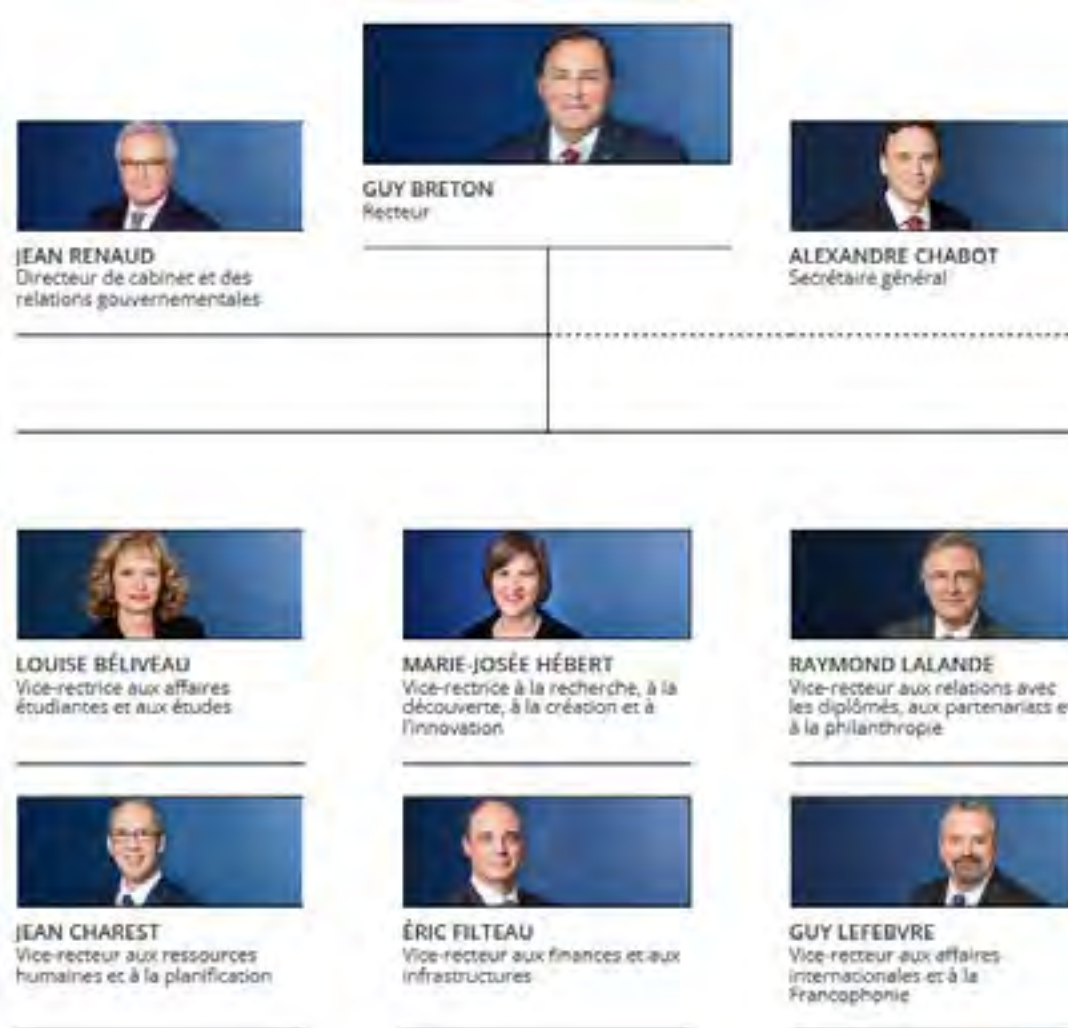 GUY BRETON
Recteur
JEAN RENAUD
Directeur de cabinet et des
relations gouvernementales
ALEXANDRE CHABOT
Secrétaire général
LOUISE BÉLIVEAU
Vice-rectrice aux affaires
étudiantes et aux études
MARIE-JOSÉE HÉBERT
Vice-rectrice à la recherche, à la
découverte, à la création et à
l'innovation
RAYMOND LALANDE
Vice-recteur aux relations avec
les diplômés, aux partenariats et
à la philanthropie
JEAN CHAREST
Vice-recteur aux ressources
humaines et à la planification
ÉRIC FILTEAU
Vice-recteur aux finances et aux
infrastructures
GUY LEFEBVRE
Vice-recteur aux affaires
internationales et à la
Francophonie